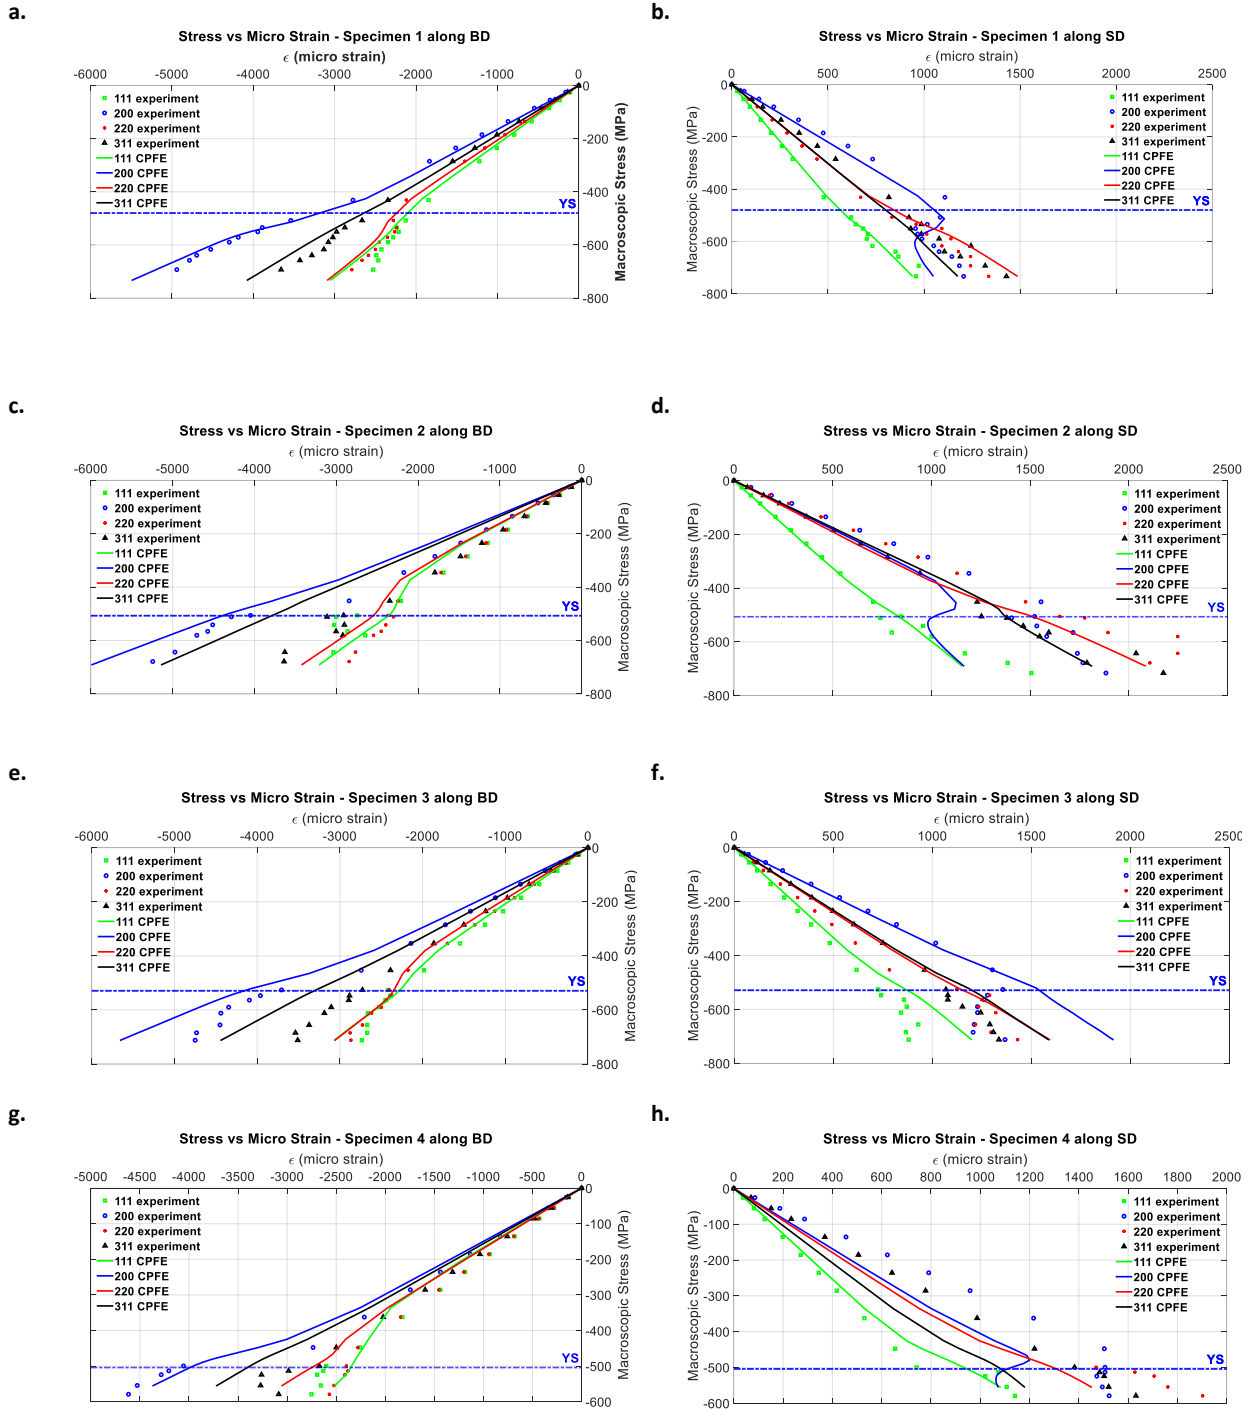 a.
Stress vs Micro Strain - Specimen 1 along BD
ϵ (micro strain)
-6000 -5000 -4000 -3000 -2000 -1000 0
0
-200
-400
-600
-800
Macroscopic Stress (MPa)
111 experiment
200 experiment
220 experiment
311 experiment
111 CPFE
200 CPFE
220 CPFE
311 CPFE
YS
b.
Stress vs Micro Strain - Specimen 1 along SD
ϵ (micro strain)
0 500 1000 1500 2000 2500
0
-200
-400
-600
-800
Macroscopic Stress (MPa)
111 experiment
200 experiment
220 experiment
311 experiment
111 CPFE
200 CPFE
220 CPFE
311 CPFE
YS
c.
Stress vs Micro Strain - Specimen 2 along BD
ϵ (micro strain)
-6000 -5000 -4000 -3000 -2000 -1000 0
0
-200
-400
-600
-800
Macroscopic Stress (MPa)
111 experiment
200 experiment
220 experiment
311 experiment
111 CPFE
200 CPFE
220 CPFE
311 CPFE
YS
d.
Stress vs Micro Strain - Specimen 2 along SD
ϵ (micro strain)
0 500 1000 1500 2000 2500
0
-200
-400
-600
-800
Macroscopic Stress (MPa)
111 experiment
200 experiment
220 experiment
311 experiment
111 CPFE
200 CPFE
220 CPFE
311 CPFE
YS
e.
Stress vs Micro Strain - Specimen 3 along BD
ϵ (micro strain)
-6000 -5000 -4000 -3000 -2000 -1000 0
0
-200
-400
-600
-800
Macroscopic Stress (MPa)
111 experiment
200 experiment
220 experiment
311 experiment
111 CPFE
200 CPFE
220 CPFE
311 CPFE
YS
f.
Stress vs Micro Strain - Specimen 3 along SD
ϵ (micro strain)
0 500 1000 1500 2000 2500
0
-200
-400
-600
-800
Macroscopic Stress (MPa)
111 experiment
200 experiment
220 experiment
311 experiment
111 CPFE
200 CPFE
220 CPFE
311 CPFE
YS
g.
Stress vs Micro Strain - Specimen 4 along BD
ϵ (micro strain)
-5000 -4500 -4000 -3500 -3000 -2500 -2000 -1500 -1000 -500 0
0
-100
-200
-300
-400
-500
-600
Macroscopic Stress (MPa)
111 experiment
200 experiment
220 experiment
311 experiment
111 CPFE
200 CPFE
220 CPFE
311 CPFE
YS
h.
Stress vs Micro Strain - Specimen 4 along SD
ϵ (micro strain)
0 200 400 600 800 1000 1200 1400 1600 1800 2000
0
-100
-200
-300
-400
-500
-600
Macroscopic Stress (MPa)
111 experiment
200 experiment
220 experiment
311 experiment
111 CPFE
200 CPFE
220 CPFE
311 CPFE
YS